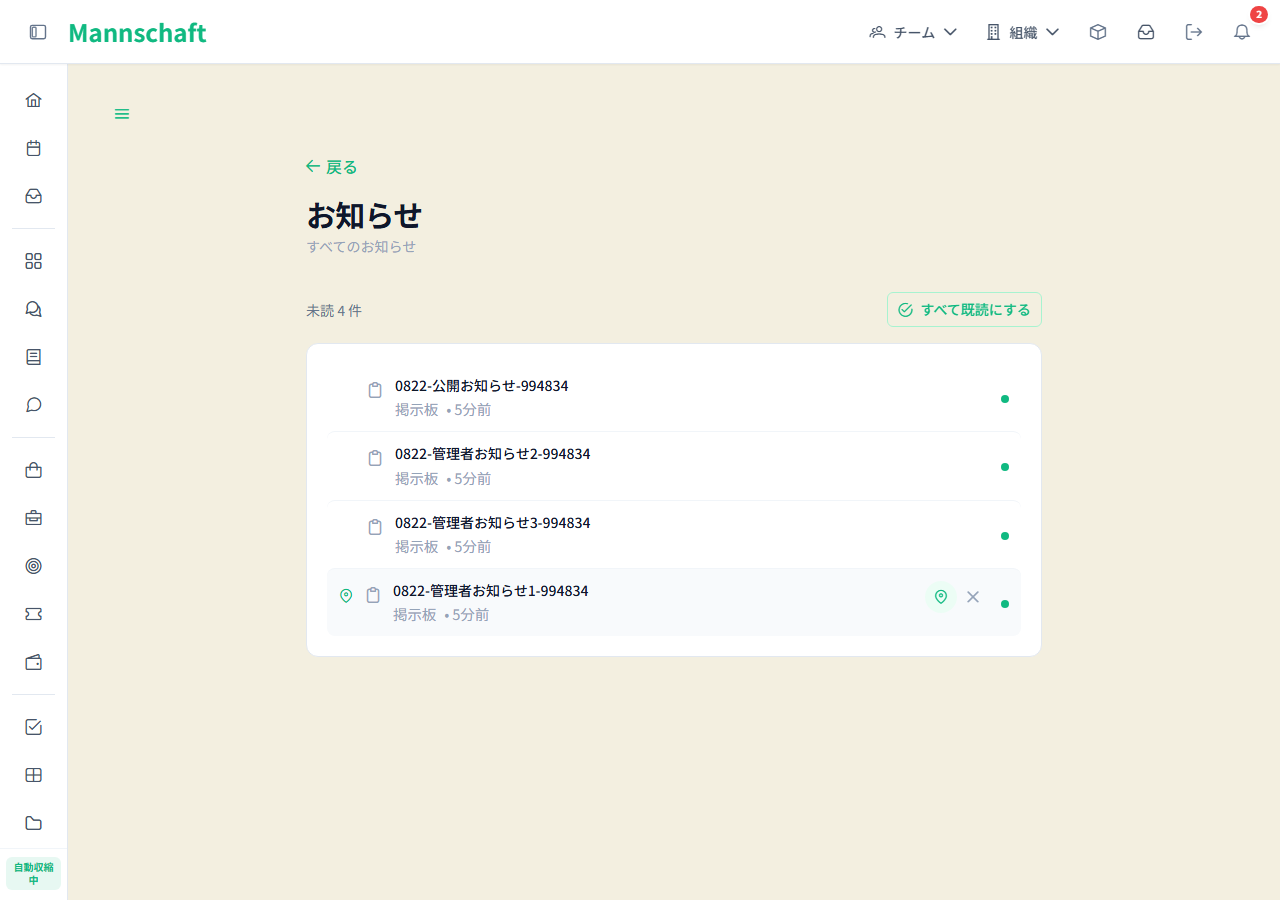 Mannschaft
チーム
組織
2
戻る
お知らせ
すべてのお知らせ
未読 4 件
すべて既読にする
0822-公開お知らせ-994834
掲示板 • 5分前
0822-管理者お知らせ2-994834
掲示板 • 5分前
0822-管理者お知らせ3-994834
掲示板 • 5分前
0822-管理者お知らせ1-994834
掲示板 • 5分前
自動収縮
中